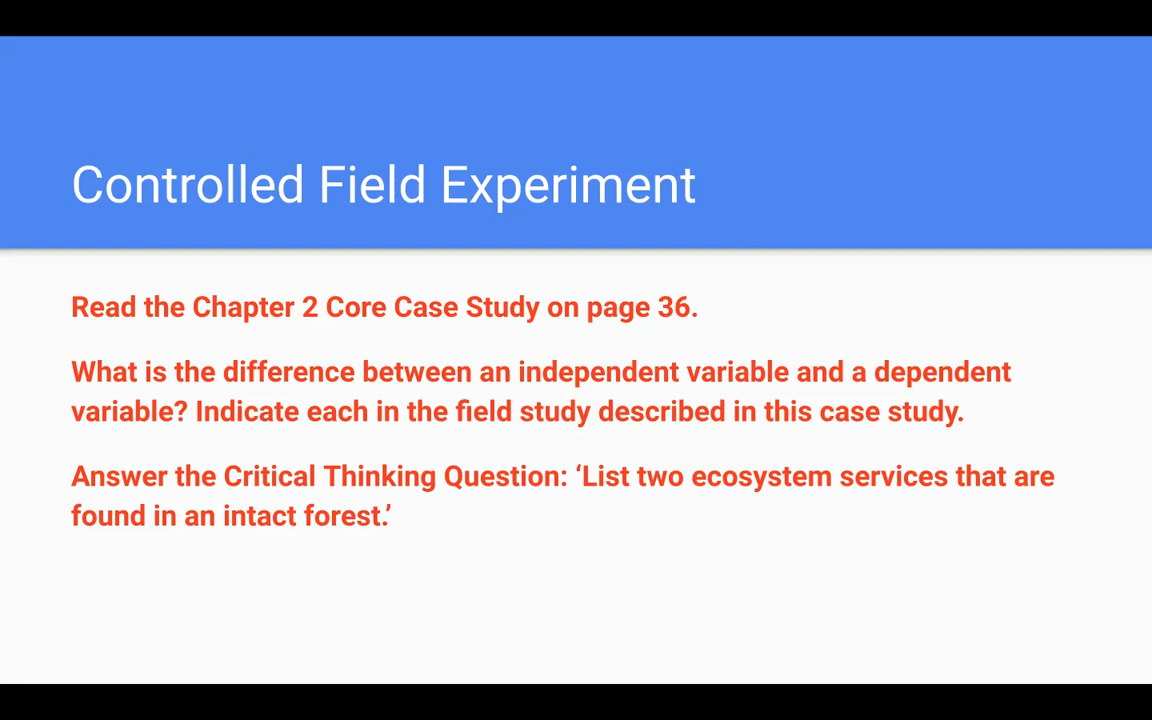 Controlled Field Experiment
Read the Chapter 2 Core Case Study on page 36.
What is the difference between an independent variable and a dependent
variable? Indicate each in the field study described in this case study.
Answer the Critical Thinking Question: ‘List two ecosystem services that are
found in an intact forest.’